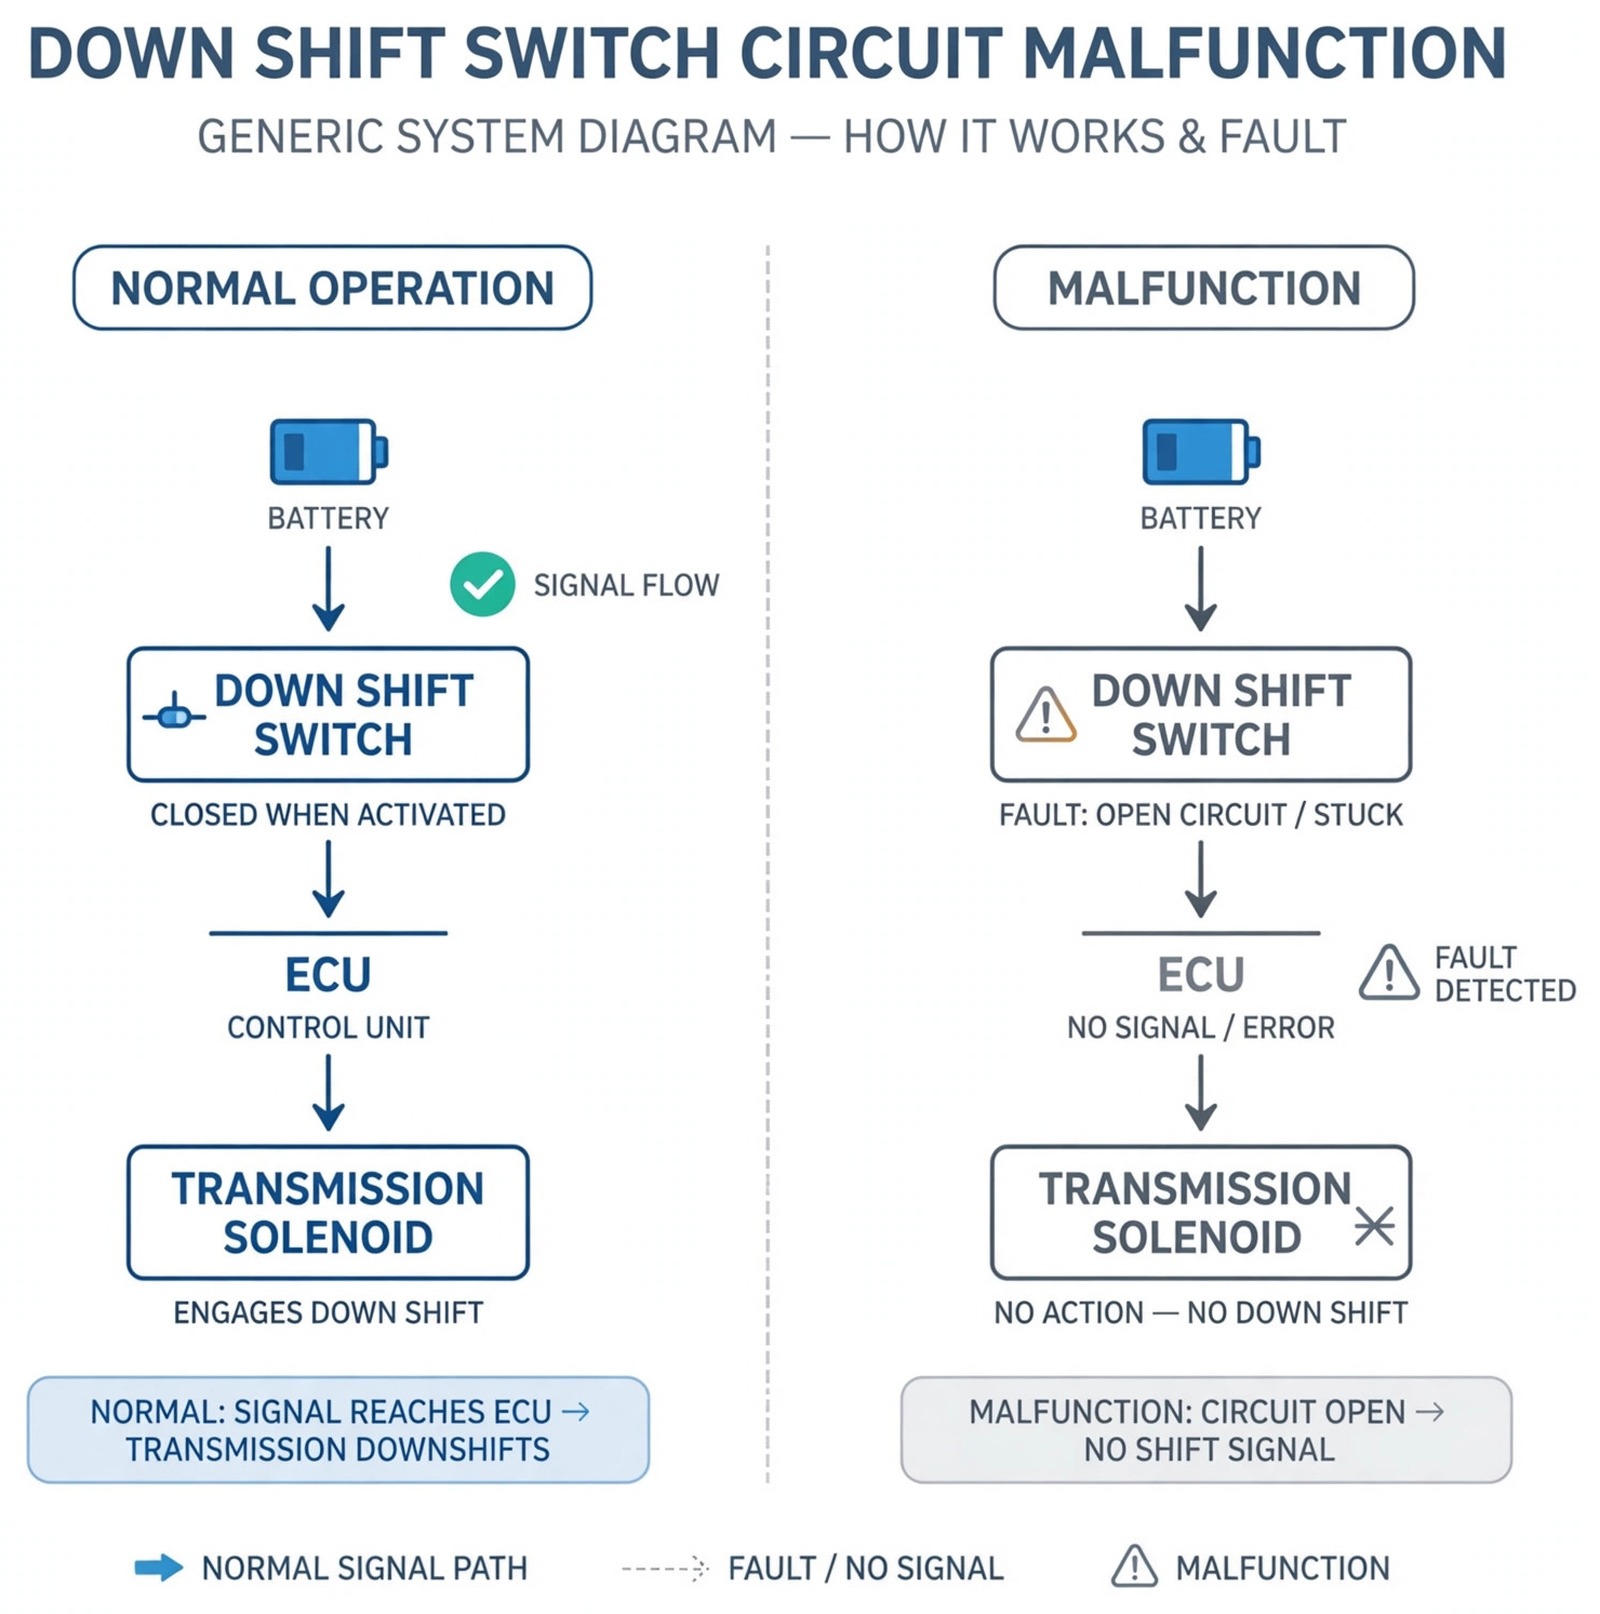 DOWN SHIFT SWITCH CIRCUIT MALFUNCTION
GENERIC SYSTEM DIAGRAM — HOW IT WORKS & FAULT
NORMAL OPERATION
BATTERY
SIGNAL FLOW
DOWN SHIFT
SWITCH
CLOSED WHEN ACTIVATED
ECU
CONTROL UNIT
TRANSMISSION
SOLENOID
ENGAGES DOWN SHIFT
NORMAL: SIGNAL REACHES ECU →
TRANSMISSION DOWNSHIFTS
MALFUNCTION
BATTERY
DOWN SHIFT
SWITCH
FAULT: OPEN CIRCUIT / STUCK
ECU
NO SIGNAL / ERROR
FAULT
DETECTED
TRANSMISSION
SOLENOID
NO ACTION — NO DOWN SHIFT
MALFUNCTION: CIRCUIT OPEN →
NO SHIFT SIGNAL
NORMAL SIGNAL PATH
FAULT / NO SIGNAL
MALFUNCTION